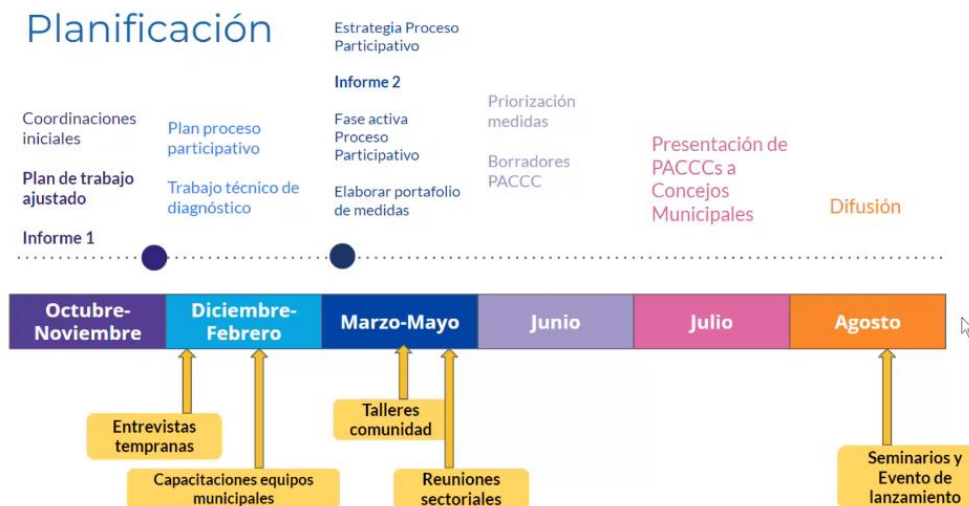 Planificación
Coordinaciones
iniciales
Plan de trabajo
ajustado
Informe 1
Plan proceso
participativo
Trabajo técnico de
diagnóstico
Estrategia Proceso
Participativo
Informe 2
Fase activa
Proceso
Participativo
Elaborar portafolio
de medidas
Priorización
medidas
Borradores
PACCC
Presentación de
PACCCs a
Concejos
Municipales
Difusión
Octubre-
Noviembre
Diciembre-
Febrero
Marzo-Mayo
Junio
Julio
Agosto
Entrevistas
tempranas
Capacitaciones equipos
municipales
Talleres
comunidad
Reuniones
sectoriales
Seminarios y
Evento de
lanzamiento